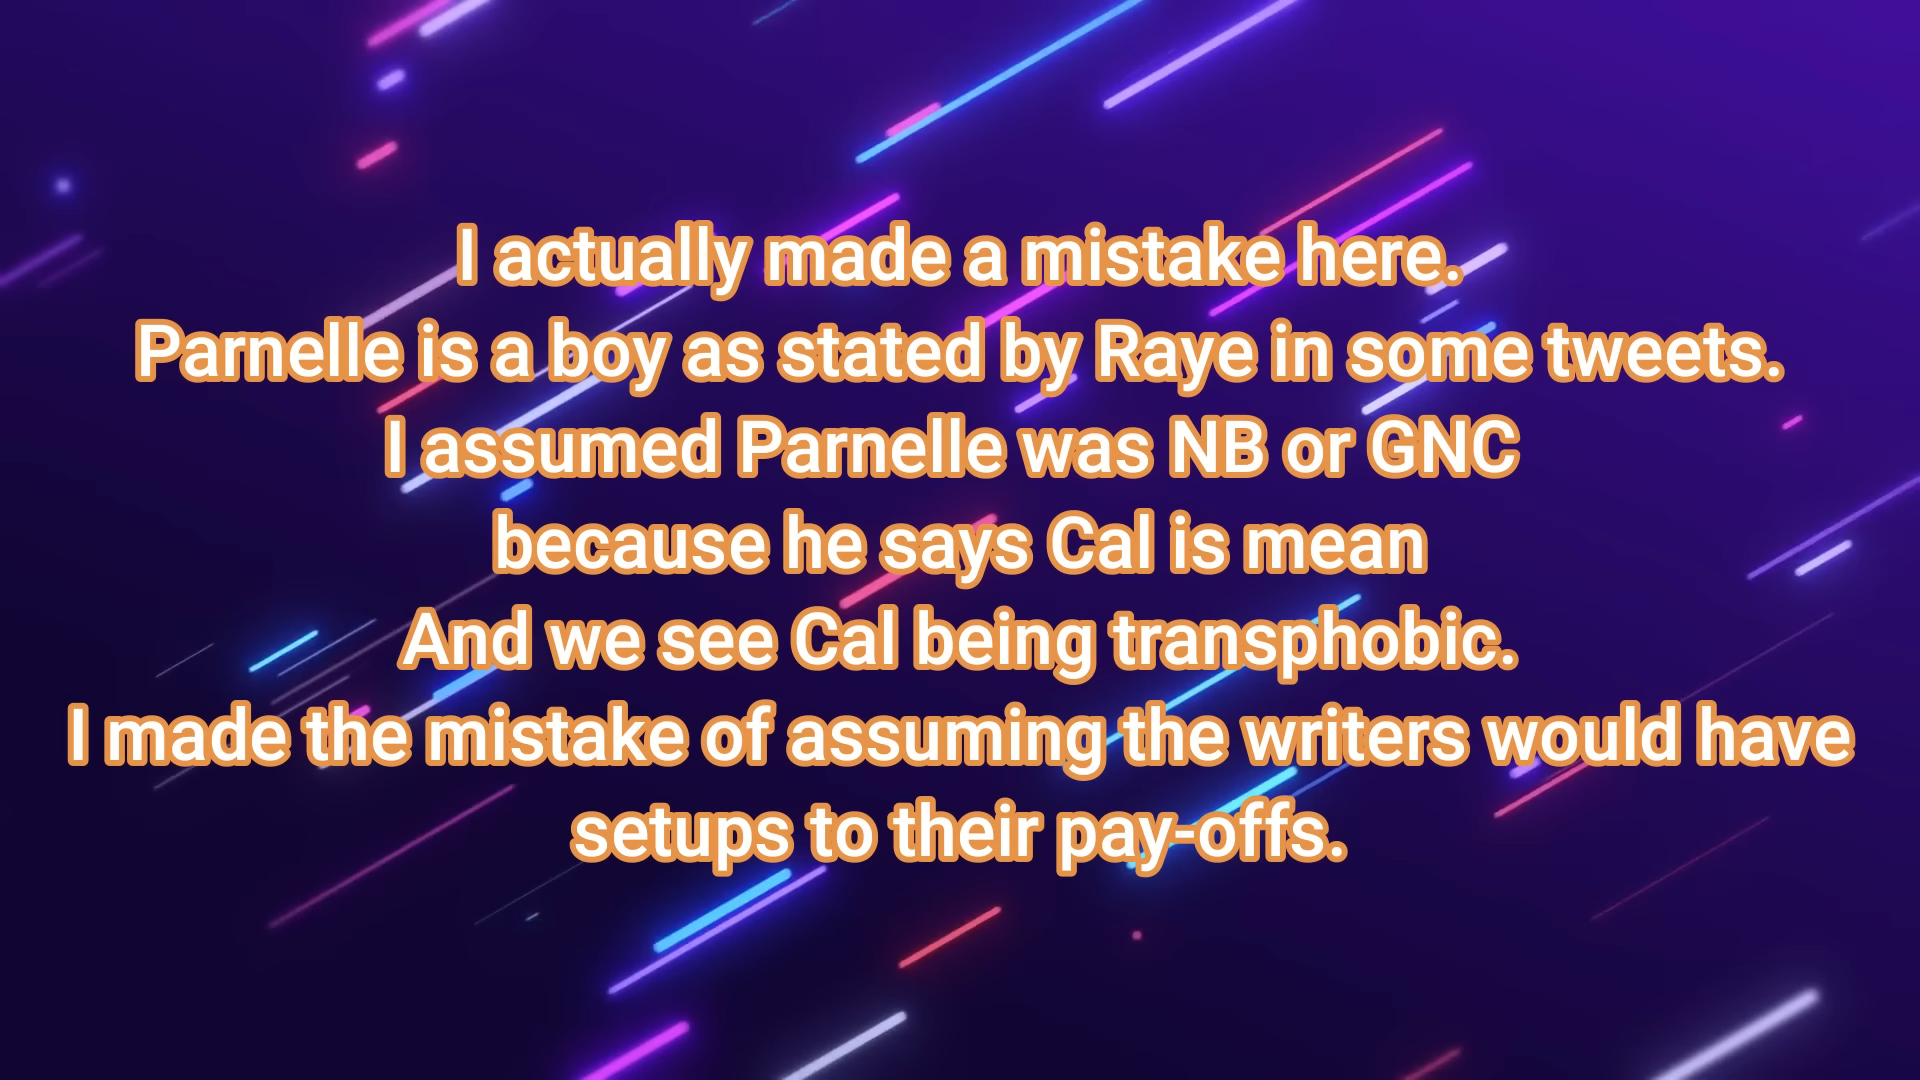 I actually made a mistake here.
Parnelle is a boy as stated by Raye in some tweets.
I assumed Parnelle was NB or GNC
because he says Cal is mean
And we see Cal being transphobic.
I made the mistake of assuming the writers would have
setups to their pay-offs.